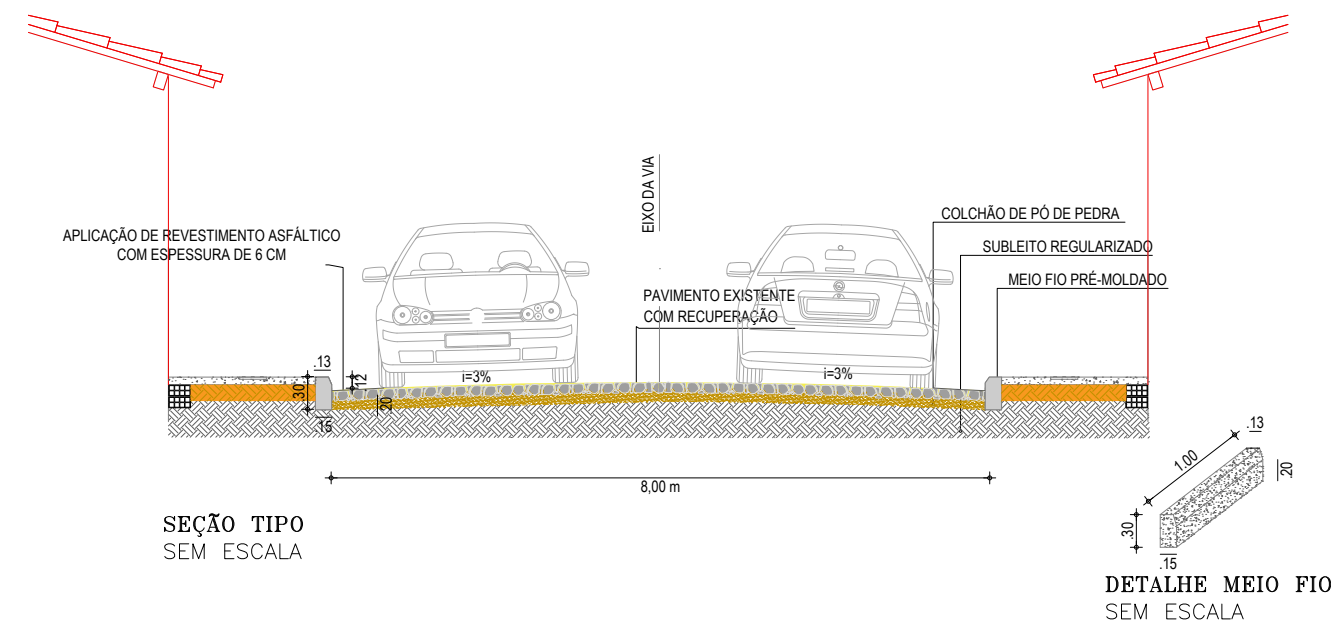 EIXO DA VIA
APLICAÇÃO DE REVESTIMENTO ASFÁLTICO
COM ESPESSURA DE 6 CM
COLCHÃO DE PÓ DE PEDRA
SUBLEITO REGULARIZADO
MEIO FIO PRÉ-MOLDADO
PAVIMENTO EXISTENTE
COM RECUPERAÇÃO
.13
.30
12
i=3%
i=3%
20
.15
8,00 m
SEÇÃO TIPO
SEM ESCALA
.13
1.00
20
.30
.15
DETALHE MEIO FIO
SEM ESCALA